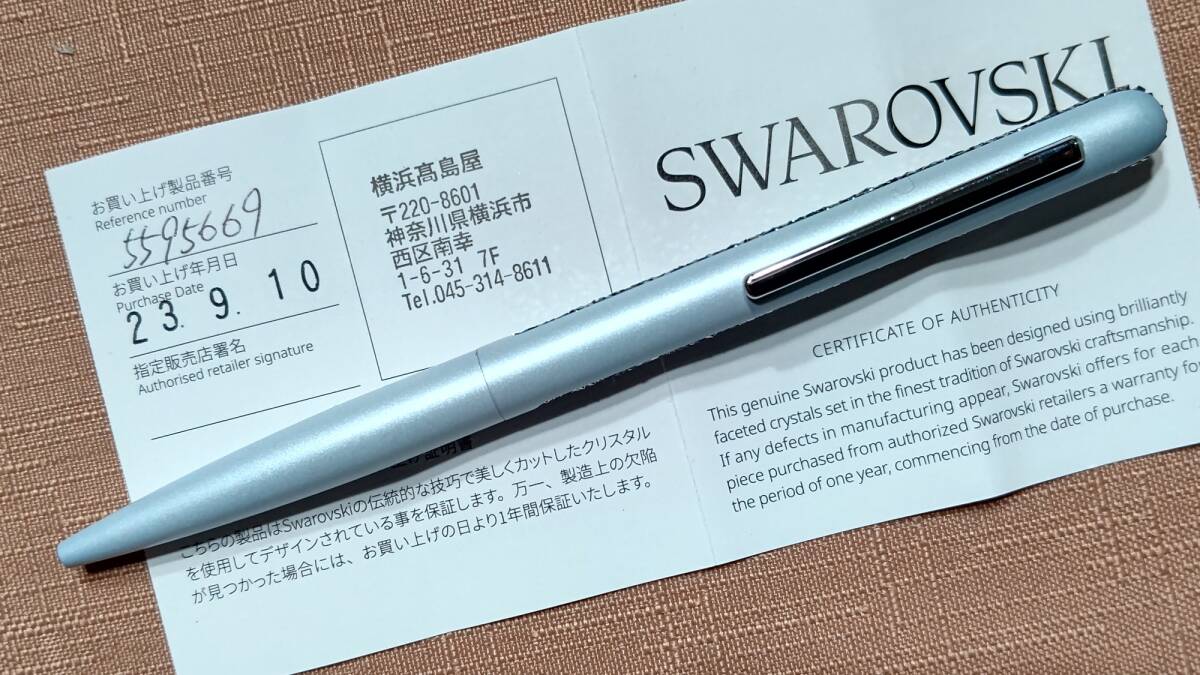 お買い上げ製品番号
Reference number
5595669
お買い上げ年月日
Purchase Date
23. 9. 10
指定販売店署名
Authorised retailer signature
横浜髙島屋
〒220-8601
神奈川県横浜市
西区南幸
1-6-31 7F
Tel.045-314-8611
証明書
こちらの製品はSwarovskiの伝統的な技巧で美しくカットしたクリスタル
を使用してデザインされている事を保証します。万一、製造上の欠陥
が見つかった場合には、お買い上げの日より1年間保証いたします。
SWAROVSKI
CERTIFICATE OF AUTHENTICITY
This genuine Swarovski product has been designed using brilliantly
faceted crystals set in the finest tradition of Swarovski craftsmanship.
If any defects in manufacturing appear, Swarovski offers for each
piece purchased from authorized Swarovski retailers a warranty for
the period of one year, commencing from the date of purchase.